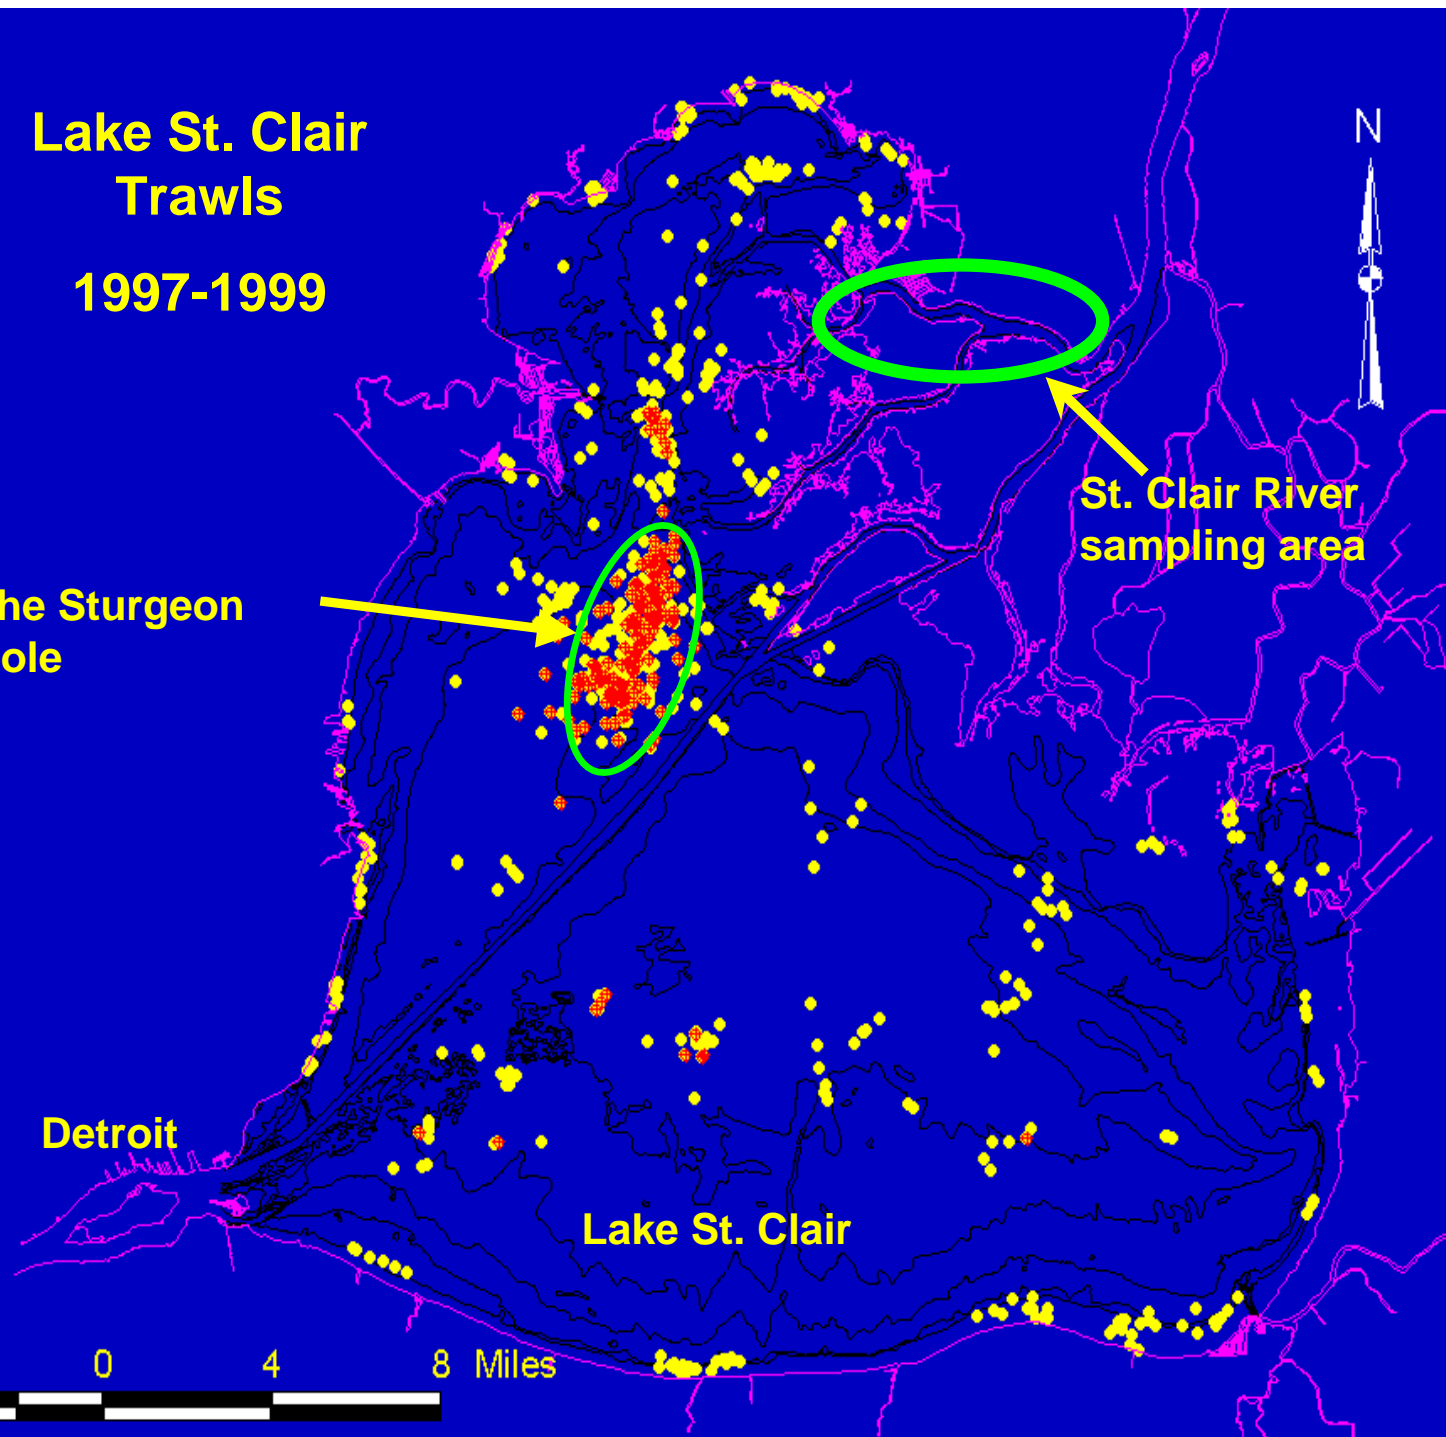 Lake St. Clair
Trawls
1997-1999
N
St. Clair River
sampling area
he Sturgeon
ole
Detroit
Lake St. Clair
0 4 8 Miles